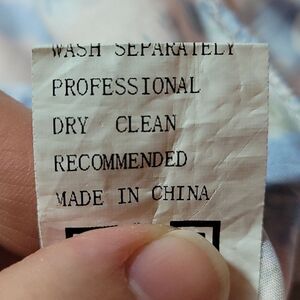 WASH SEPARATELY
PROFESSIONAL
DRY CLEAN
RECOMMENDED
MADE IN CHINA